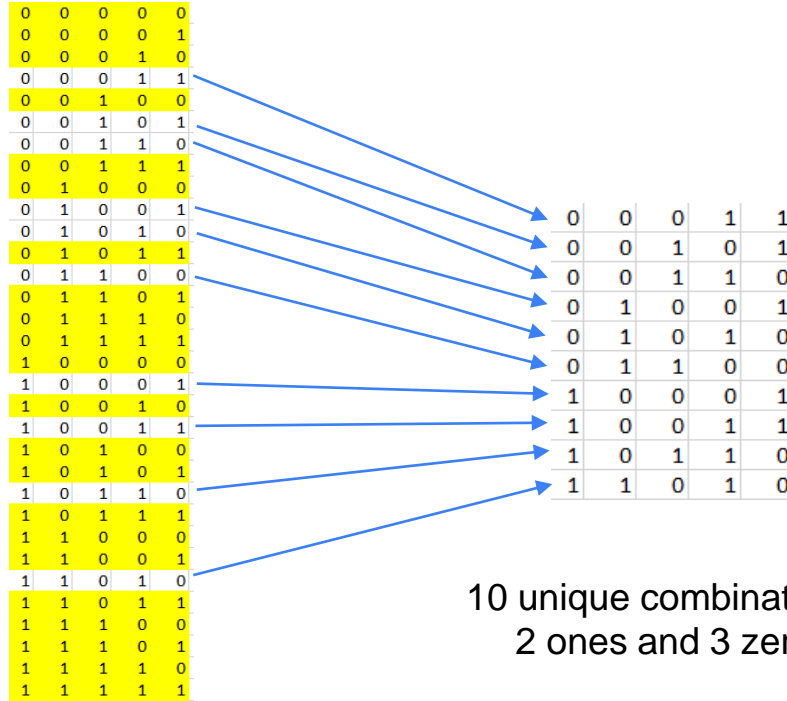 0 0 0 0 0
0 0 0 0 1
0 0 0 1 0
0 0 0 1 1
0 0 1 0 0
0 0 1 0 1
0 0 1 1 0
0 0 1 1 1
0 1 0 0 0
0 1 0 0 1
0 1 0 1 0
0 1 0 1 1
0 1 1 0 0
0 1 1 0 1
0 1 1 1 0
0 1 1 1 1
1 0 0 0 0
1 0 0 0 1
1 0 0 1 0
1 0 0 1 1
1 0 1 0 0
1 0 1 0 1
1 0 1 1 0
1 0 1 1 1
1 1 0 0 0
1 1 0 0 1
1 1 0 1 0
1 1 0 1 1
1 1 1 0 0
1 1 1 0 1
1 1 1 1 0
1 1 1 1 1
0 0 0 1 1
0 0 1 0 1
0 0 1 1 0
0 1 0 0 1
0 1 0 1 0
0 1 1 0 0
1 0 0 0 1
1 0 0 1 1
1 0 1 1 0
1 1 0 1 0
10 unique combinat
2 ones and 3 zer